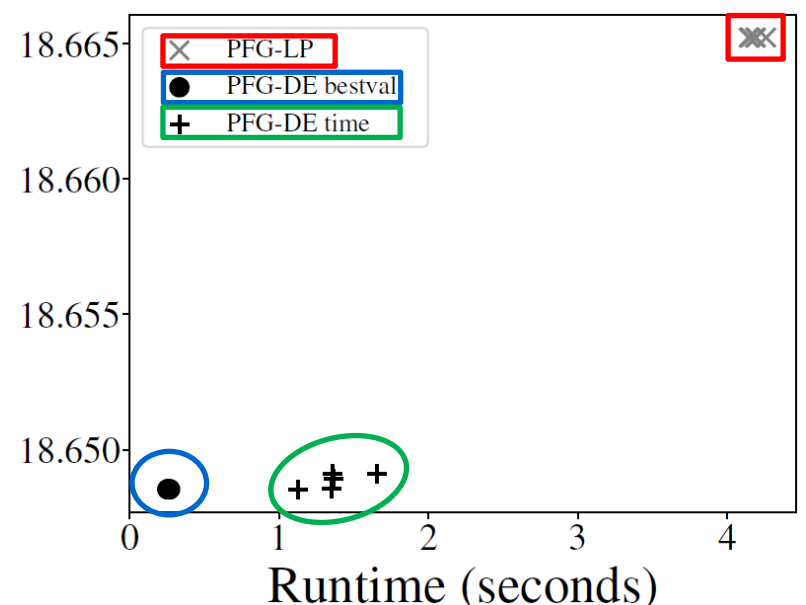 18.665
PFG-LP
PFG-DE bestval
PFG-DE time
18.660
18.655
18.650
0 1 2 3 4
Runtime (seconds)